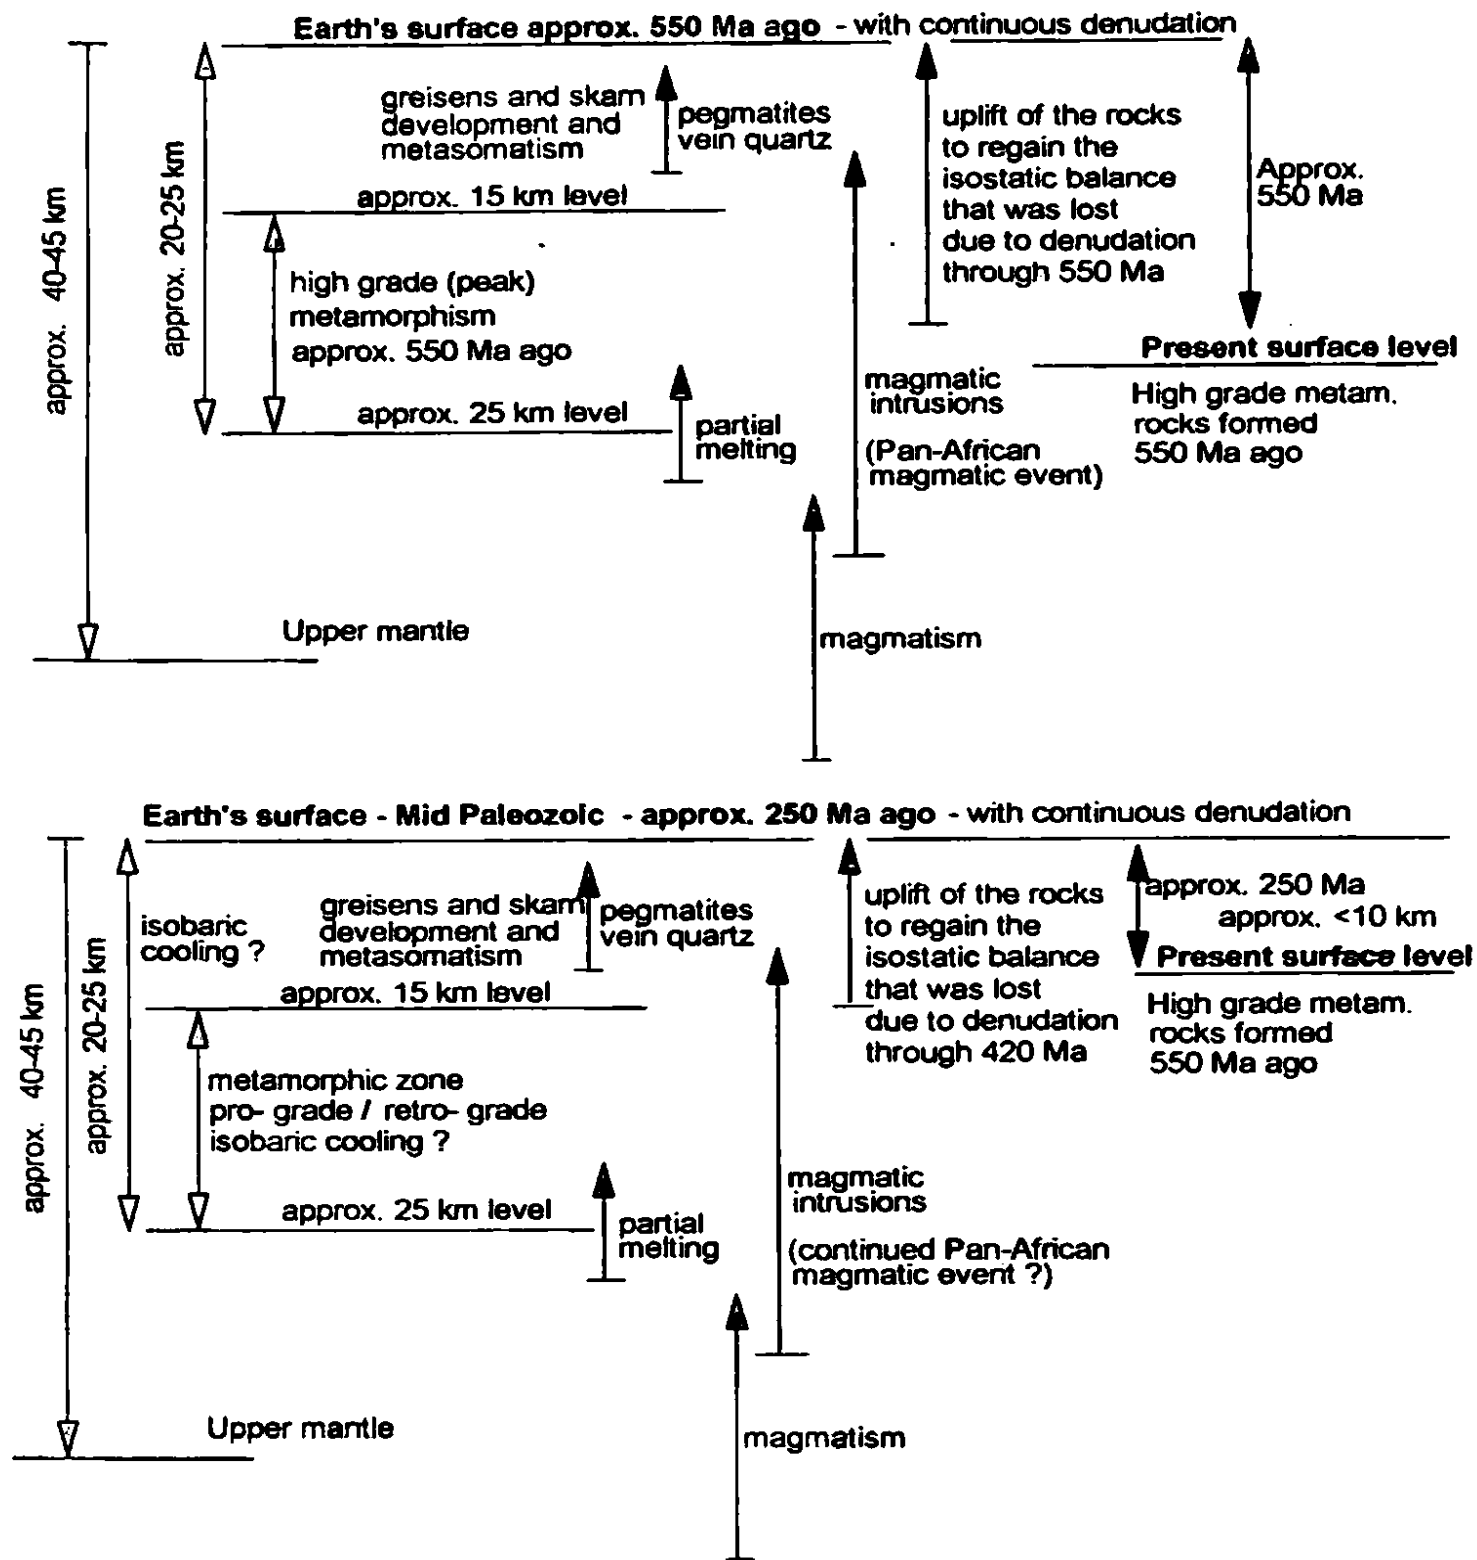 Earth's surface approx. 550 Ma ago - with continuous denudation
approx. 40-45 km
approx. 20-25 km
greisens and skarn
development and
metasomatism
pegmatites
vein quartz
approx. 15 km level
high grade (peak)
metamorphism
approx. 550 Ma ago
approx. 25 km level
partial
melting
magmatic
intrusions
(Pan-African
magmatic event)
uplift of the rocks
to regain the
isostatic balance
that was lost
due to denudation
through 550 Ma
Approx.
550 Ma
Present surface level
High grade metam.
rocks formed
550 Ma ago
Upper mantle
magmatism
Earth's surface - Mid Paleozoic - approx. 250 Ma ago - with continuous denudation
approx. 40-45 km
approx. 20-25 km
isobaric
cooling ?
greisens and skarn
development and
metasomatism
pegmatites
vein quartz
approx. 15 km level
metamorphic zone
pro- grade / retro- grade
isobaric cooling ?
approx. 25 km level
partial
melting
magmatic
intrusions
(continued Pan-African
magmatic event ?)
uplift of the rocks
to regain the
isostatic balance
that was lost
due to denudation
through 420 Ma
approx. 250 Ma
approx. <10 km
Present surface level
High grade metam.
rocks formed
550 Ma ago
Upper mantle
magmatism